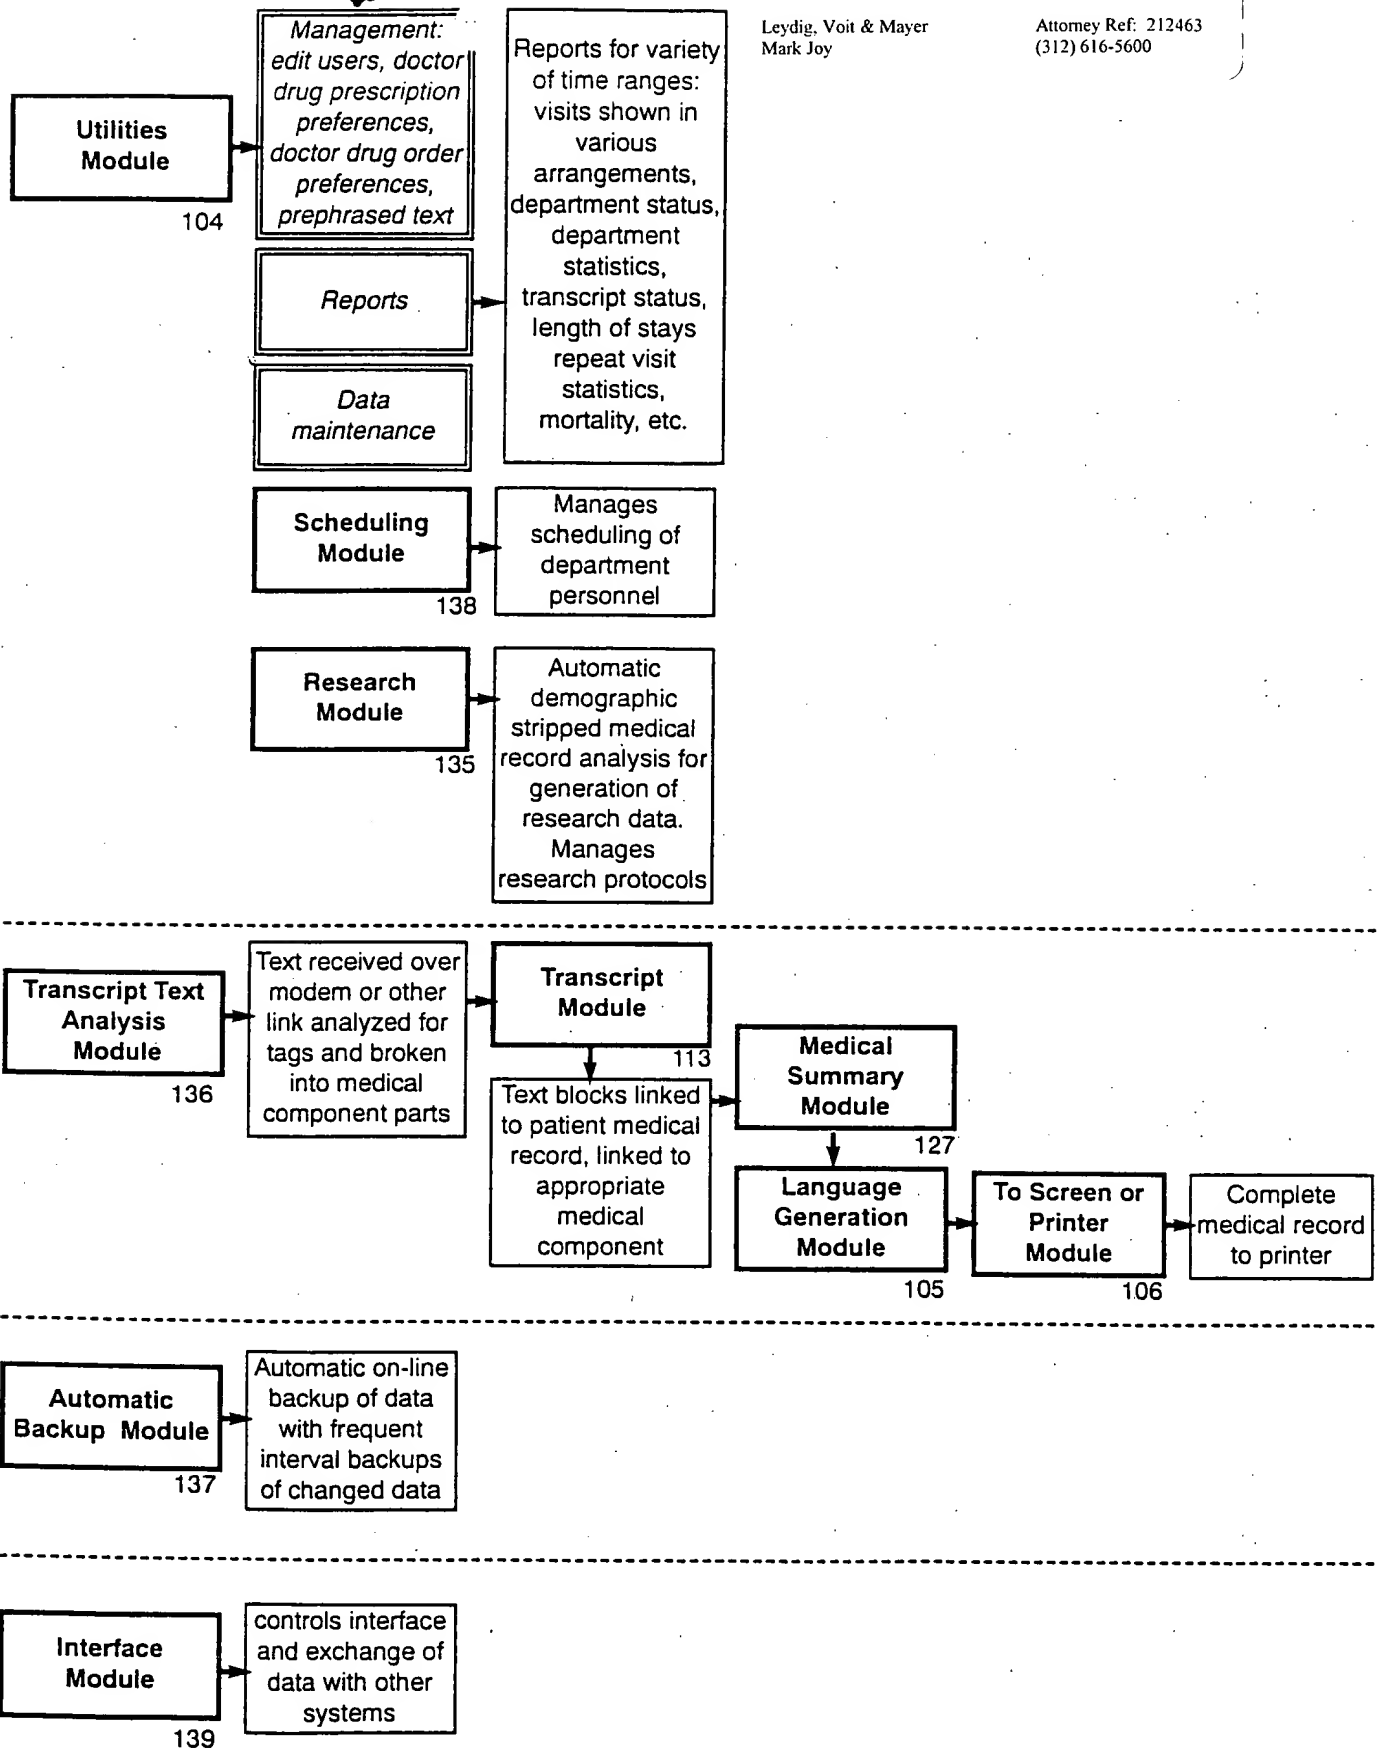 Leydig, Voit & Mayer
Mark Joy
Attorney Ref: 212463
(312) 616-5600
Utilities
Module
104
Management:
edit users, doctor
drug prescription
preferences,
doctor drug order
preferences,
prephrased text
Reports
Data
maintenance
Reports for variety
of time ranges:
visits shown in
various
arrangements,
department status,
department
statistics,
transcript status,
length of stays
repeat visit
statistics,
mortality, etc.
Scheduling
Module
138
Manages
scheduling of
department
personnel
Research
Module
135
Automatic
demographic
stripped medical
record analysis for
generation of
research data.
Manages
research protocols
Transcript Text
Analysis
Module
136
Text received over
modem or other
link analyzed for
tags and broken
into medical
component parts
Transcript
Module
113
Text blocks linked
to patient medical
record, linked to
appropriate
medical
component
Medical
Summary
Module
127
Language
Generation
Module
105
To Screen or
Printer
Module
106
Complete
medical record
to printer
Automatic
Backup Module
137
Automatic on-line
backup of data
with frequent
interval backups
of changed data
Interface
Module
139
controls interface
and exchange of
data with other
systems